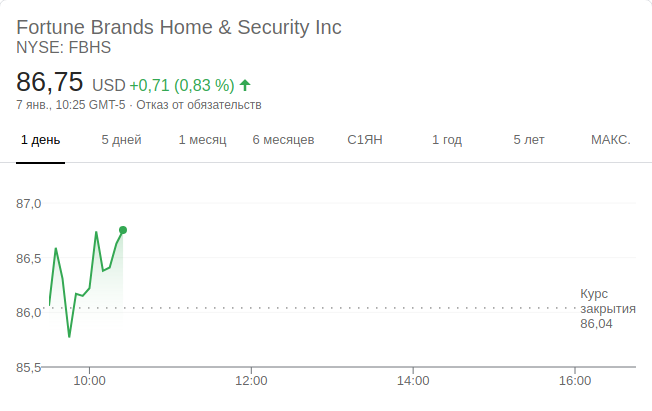 Fortune Brands Home & Security Inc
NYSE: FBHS
86,75 USD +0,71 (0,83 %)
7 янв., 10:25 GMT-5 · Отказ от обязательств
1 день 5 дней 1 месяц 6 месяцев С1ЯН 1 год 5 лет МАКС.
87,0
86,5
86,0
85,5
Курс
закрытия
86,04
10:00 12:00 14:00 16:00